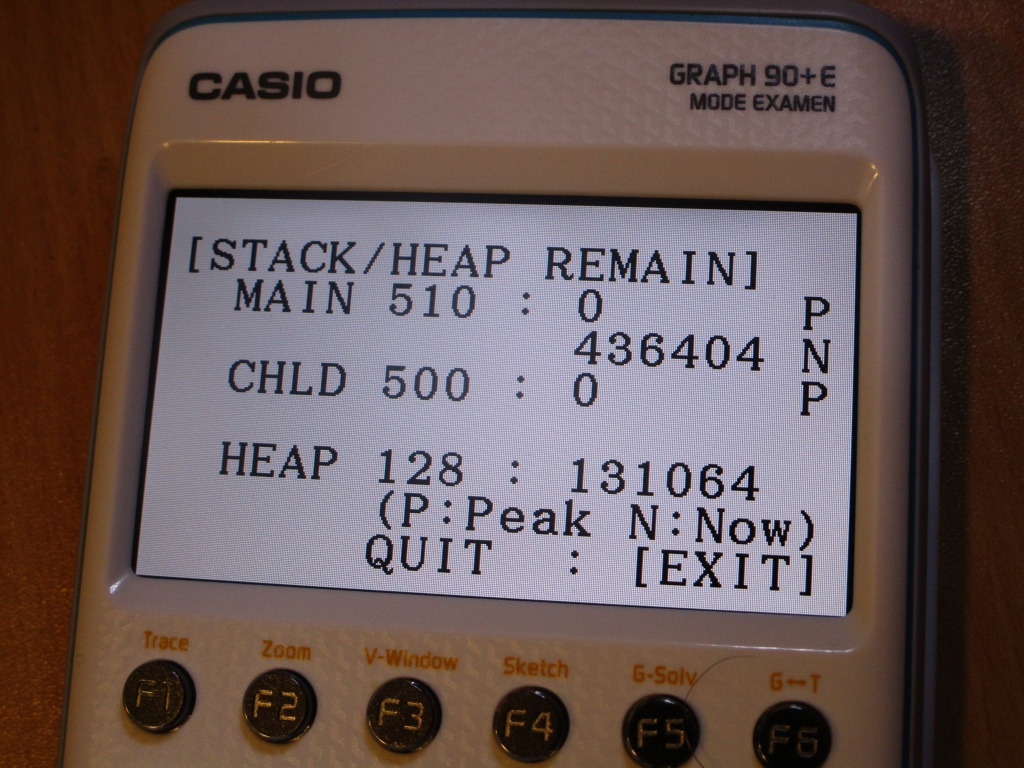 CASIO
GRAPH 90+E
MODE EXAMEN
[STACK/HEAP REMAIN]
MAIN 510 : 0 P
436404 N
CHLD 500 : 0 P
HEAP 128 : 131064
(P:Peak N:Now)
QUIT : [EXIT]
Trace Zoom V-Window Sketch G-Solv G↔T
F1 F2 F3 F4 F5 F6